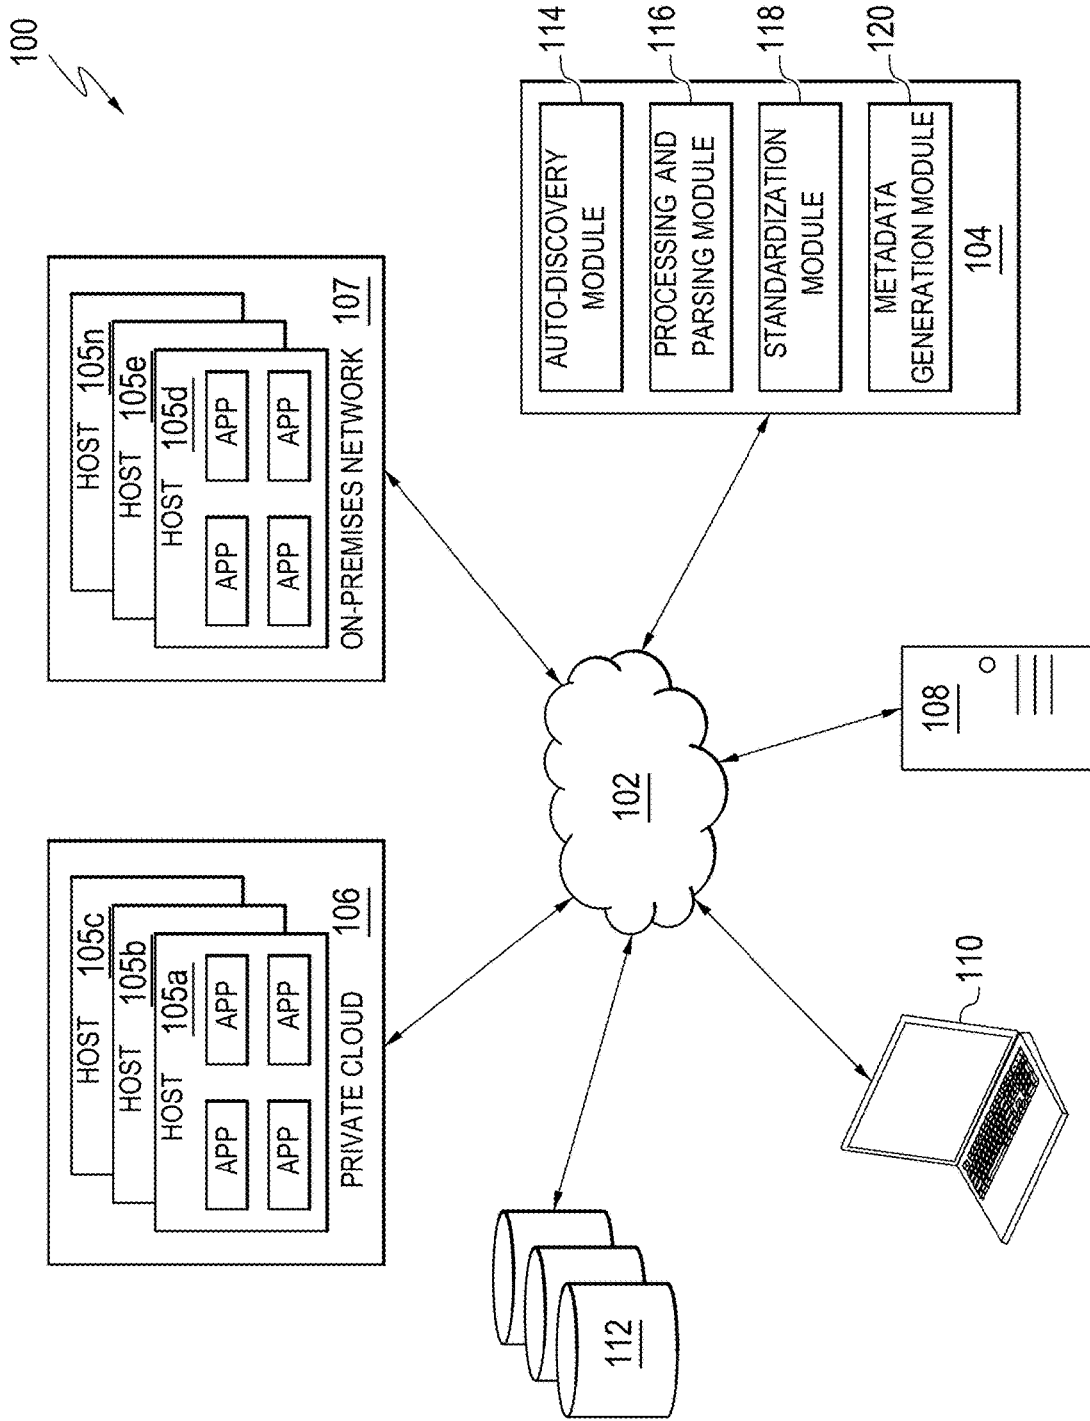 100
HOST 105c
HOST 105b
HOST 105a
APP
APP
APP
APP
PRIVATE CLOUD 106
HOST 105n
HOST 105e
HOST 105d
APP
APP
APP
APP
ON-PREMISES NETWORK 107
112
102
AUTO-DISCOVERY
MODULE
114
PROCESSING AND
PARSING MODULE
116
STANDARDIZATION
MODULE
118
METADATA
GENERATION MODULE
120
104
110
108